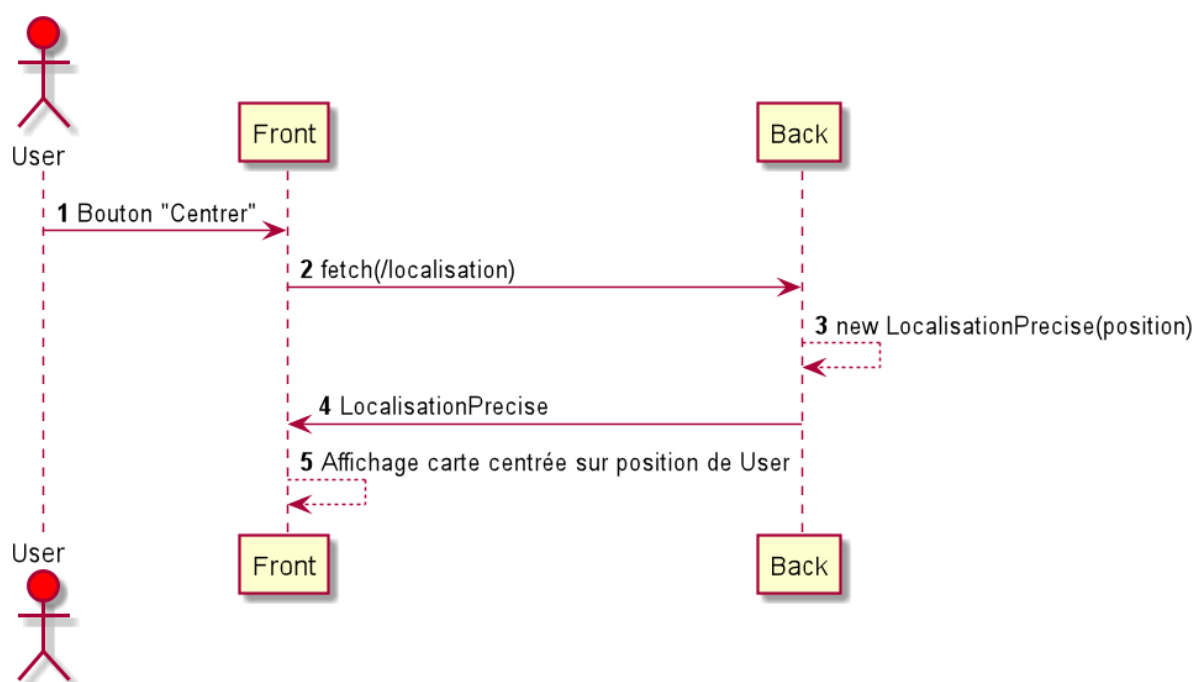 User
Front
Back
1 Bouton "Centrer"
2 fetch(/localisation)
3 new LocalisationPrecise(position)
4 LocalisationPrecise
5 Affichage carte centrée sur position de User
User
Front
Back